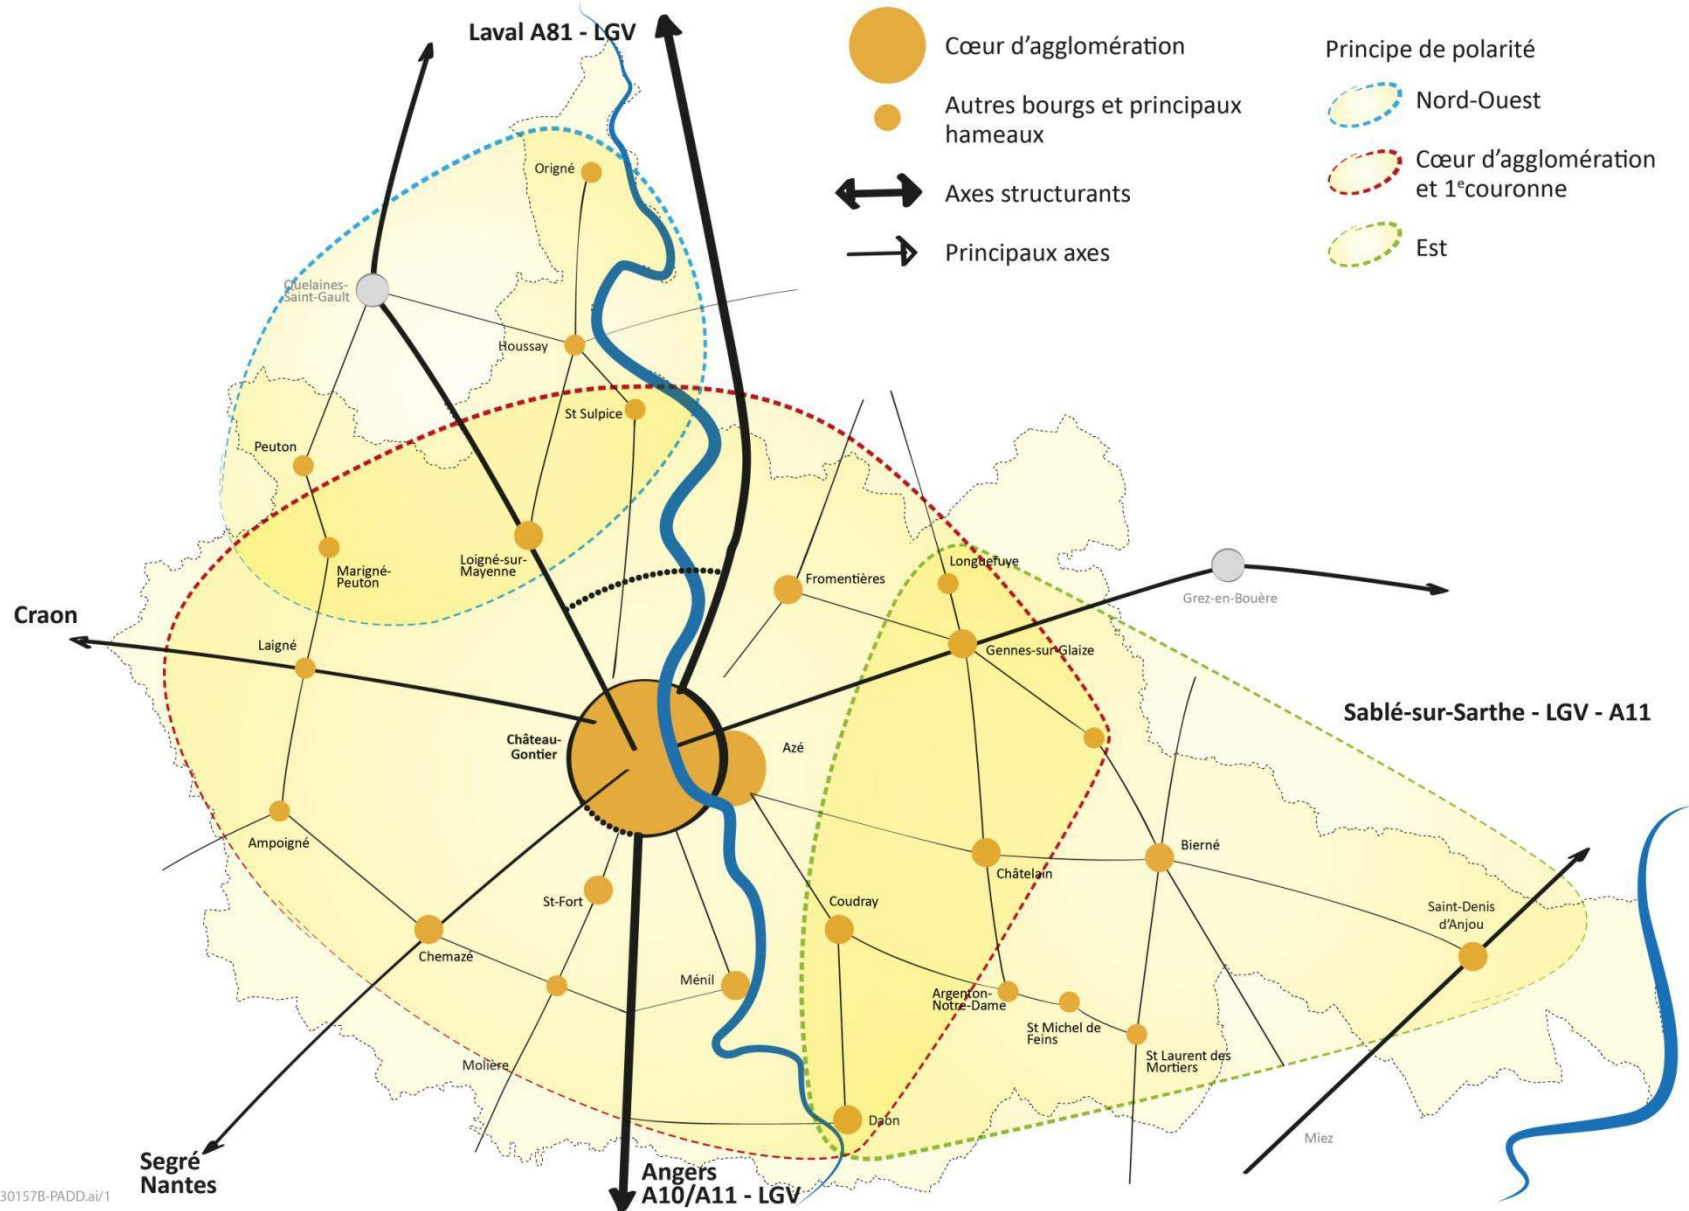 Laval A81 - LGV
Cœur d'agglomération
Autres bourgs et principaux
hameaux
Axes structurants
Principaux axes
Principe de polarité
Nord-Ouest
Cœur d'agglomération
et 1ᵉcouronne
Est
Origné
Quelaines-
Saint-Gault
Houssay
St Sulpice
Peuton
Marigné-
Peuton
Loigné-sur-
Mayenne
Longuefuye
Fromentières
Grez-en-Bouère
Craon
Laigné
Gennes-sur-Glaize
Sablé-sur-Sarthe - LGV - A11
Château-
Gontier
Azé
Ampoigné
Bierné
Châtelain
St-Fort
Coudray
Saint-Denis
d'Anjou
Chemazé
Ménil
Argenton-
Notre-Dame
St Michel de
Feins
St Laurent des
Mortiers
Molière
Daon
Miez
Segré
Nantes
Angers
A10/A11 - LGV
30157B-PADD.ai/1